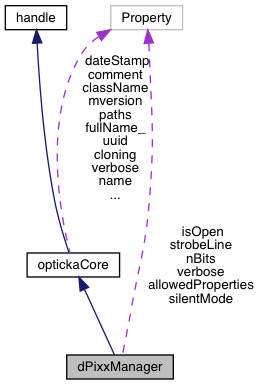 handle
Property
dateStamp
comment
className
mversion
paths
fullName_
uuid
cloning
verbose
name
...
isOpen
strobeLine
nBits
verbose
allowedProperties
silentMode
optickaCore
dPixxManager